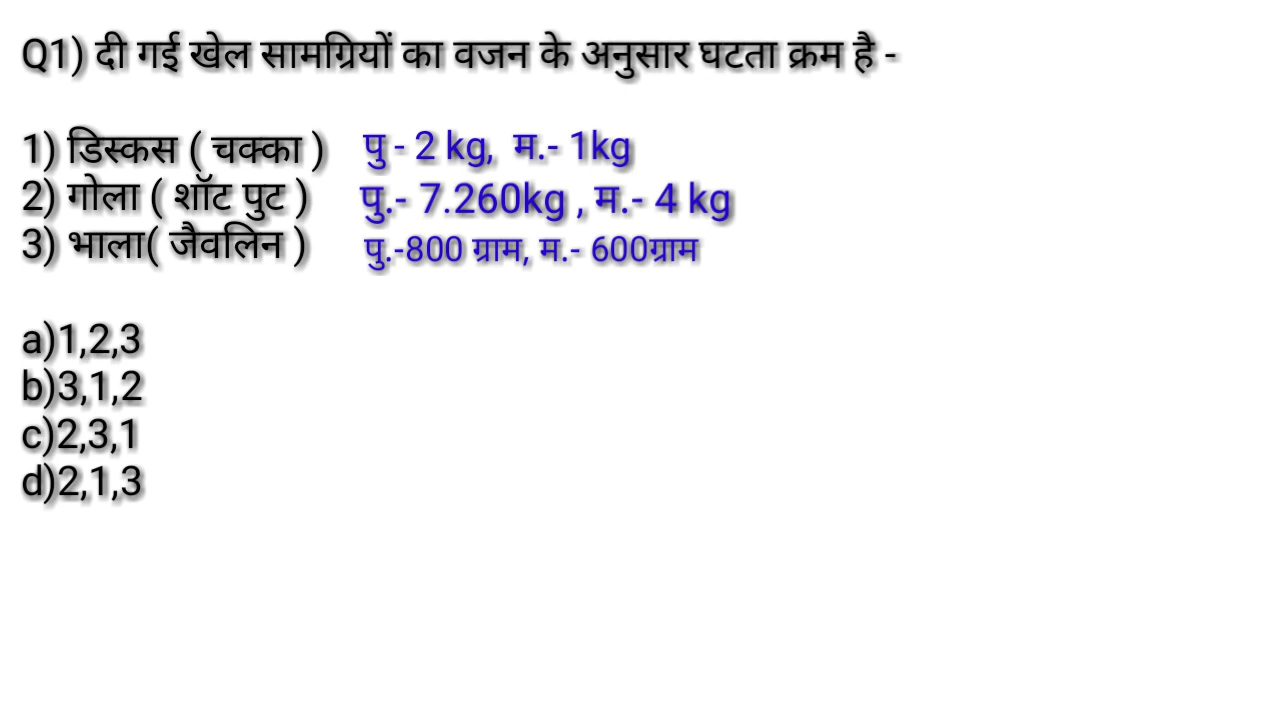 Q1) दी गई खेल सामग्रियों का वजन के अनुसार घटता क्रम है -
1) डिस्कस ( चक्का ) पु - 2 kg, म.- 1kg
2) गोला ( शॉट पुट ) पु.- 7.260kg , म.- 4 kg
3) भाला( जैवलिन ) पु.-800 ग्राम, म.- 600ग्राम
a)1,2,3
b)3,1,2
c)2,3,1
d)2,1,3